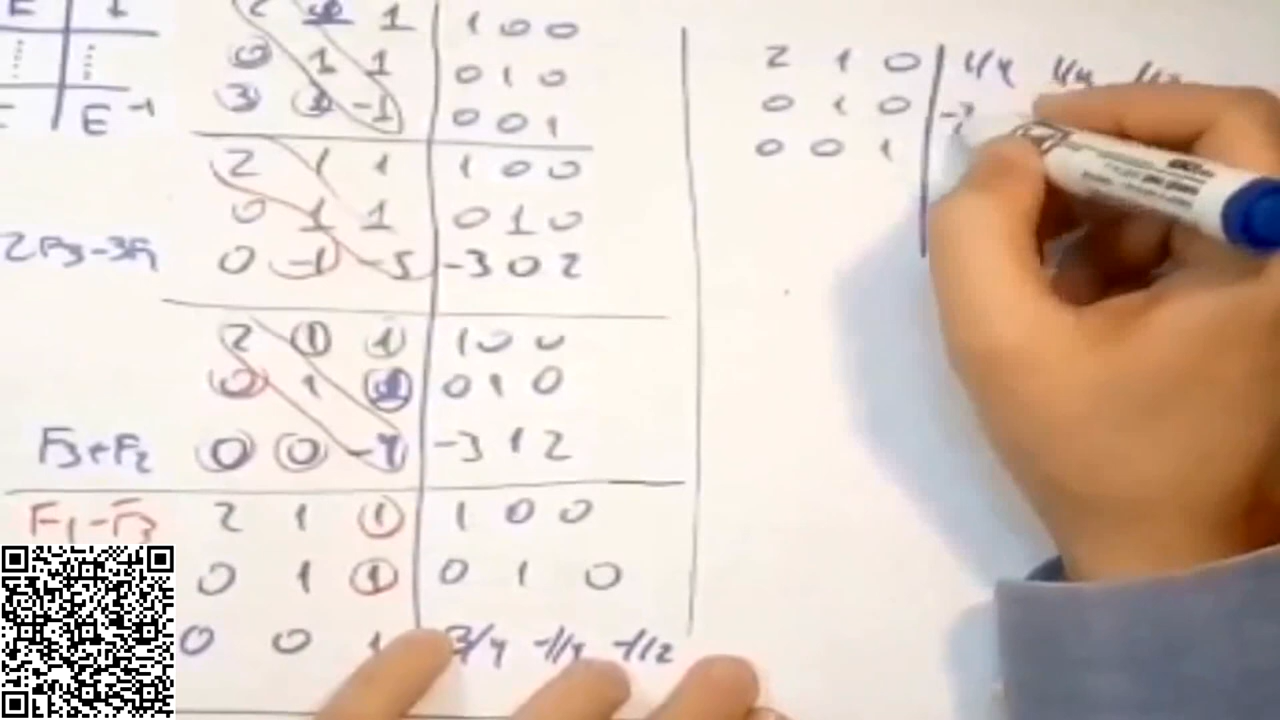 1 1 0 0
0 1 1 0 1 0
3 -1 0 0 1
E -1
2 1 1 1 0 0
0 1 1 0 1 0
2F3-3F1 0 -1 -5 -3 0 2
2 1 1 1 0 0
0 1 0 1 0
F3+F2 0 0 -4 -3 1 2
F1-F3 2 1 1 1 0 0
0 1 1 0 1 0
0 0 1 3/4 -1/4 -1/2
2 1 0 1/4 1/4 1/2
0 1 0 -3
0 0 1